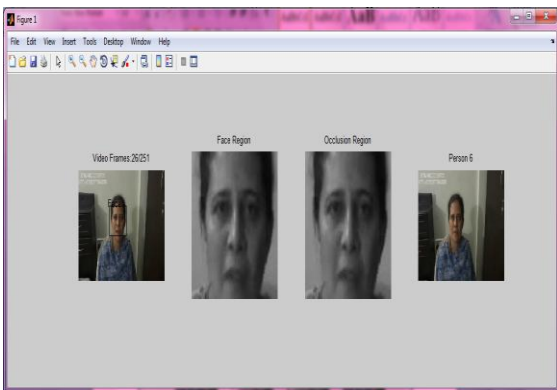 Figure 1
File Edit View Insert Tools Desktop Window Help
Face Region
Occlusion Region
Video Frames:26/251
Person 6